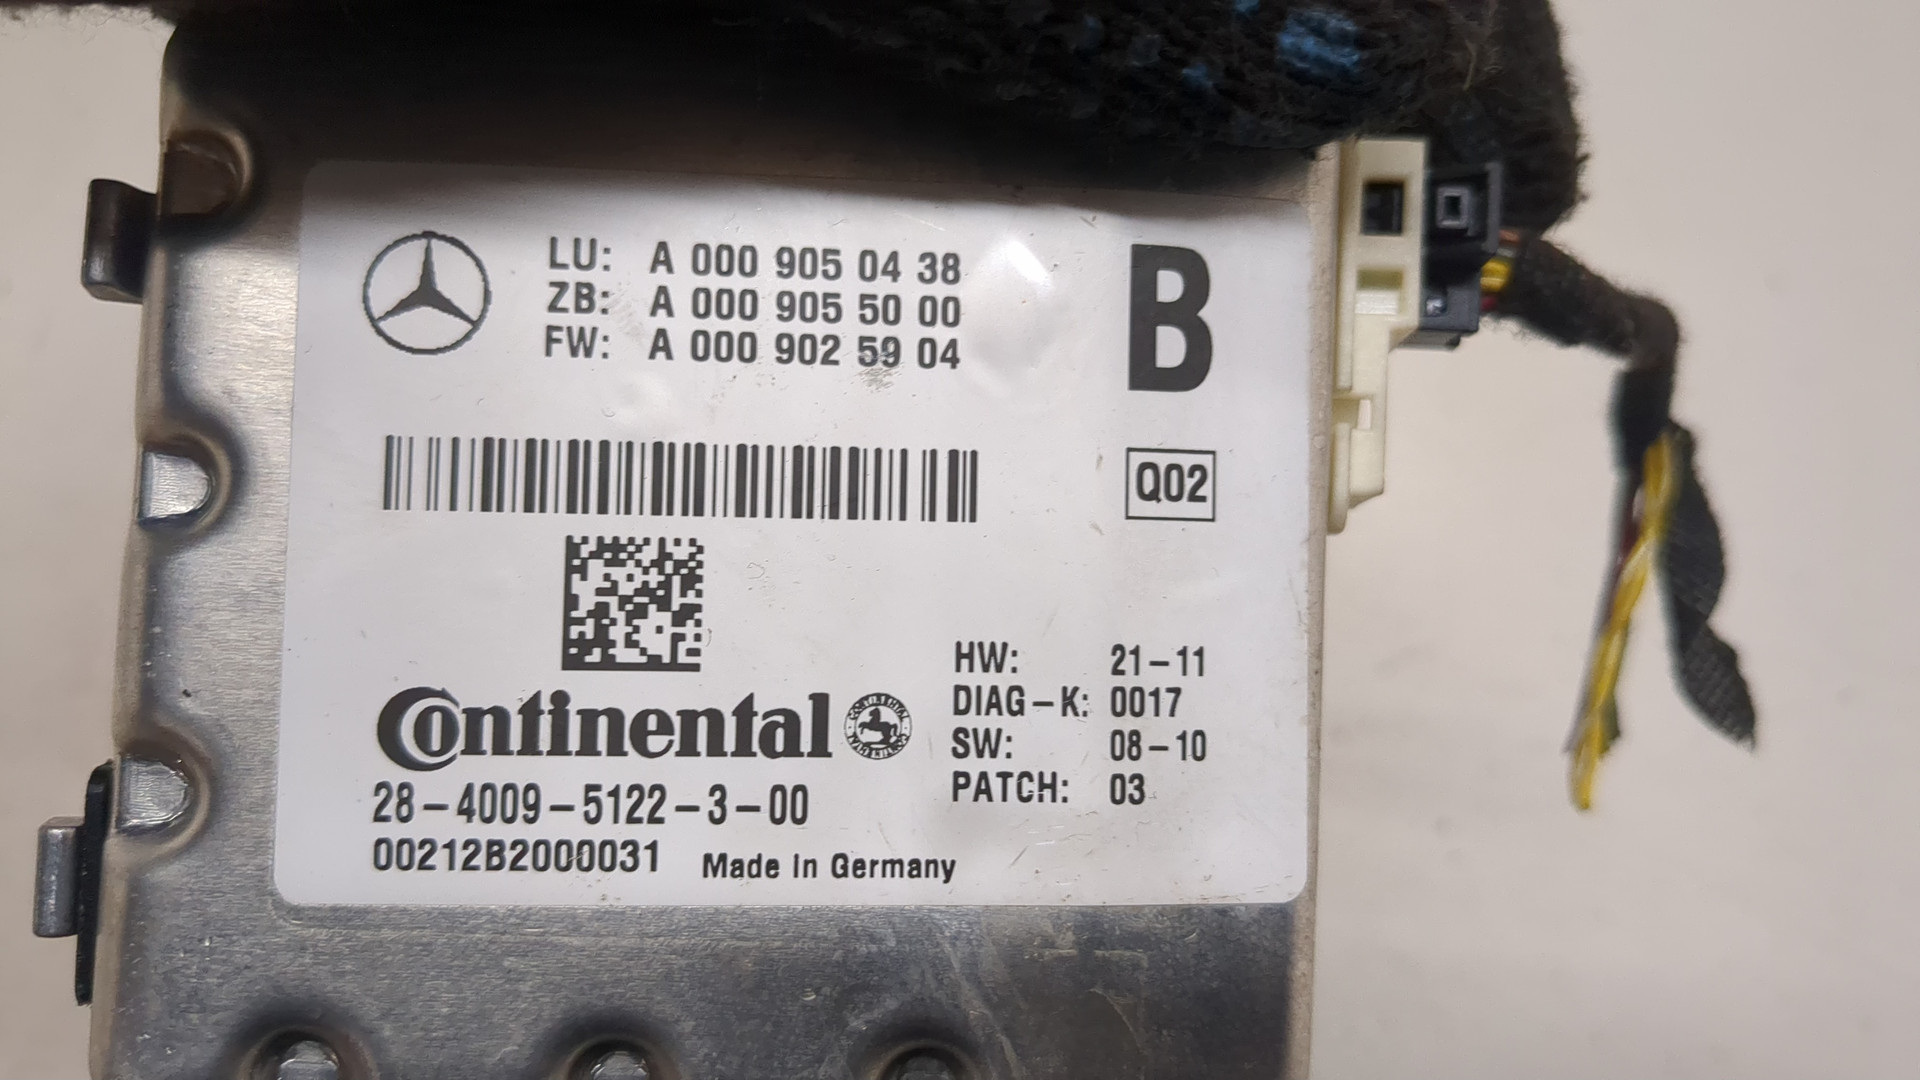 LU: A 000 905 04 38
ZB: A 000 905 50 00
FW: A 000 902 59 04
B
Q02
HW: 21-11
DIAG-K: 0017
SW: 08-10
PATCH: 03
Continental
28-4009-5122-3-00
00212B2000031 Made In Germany